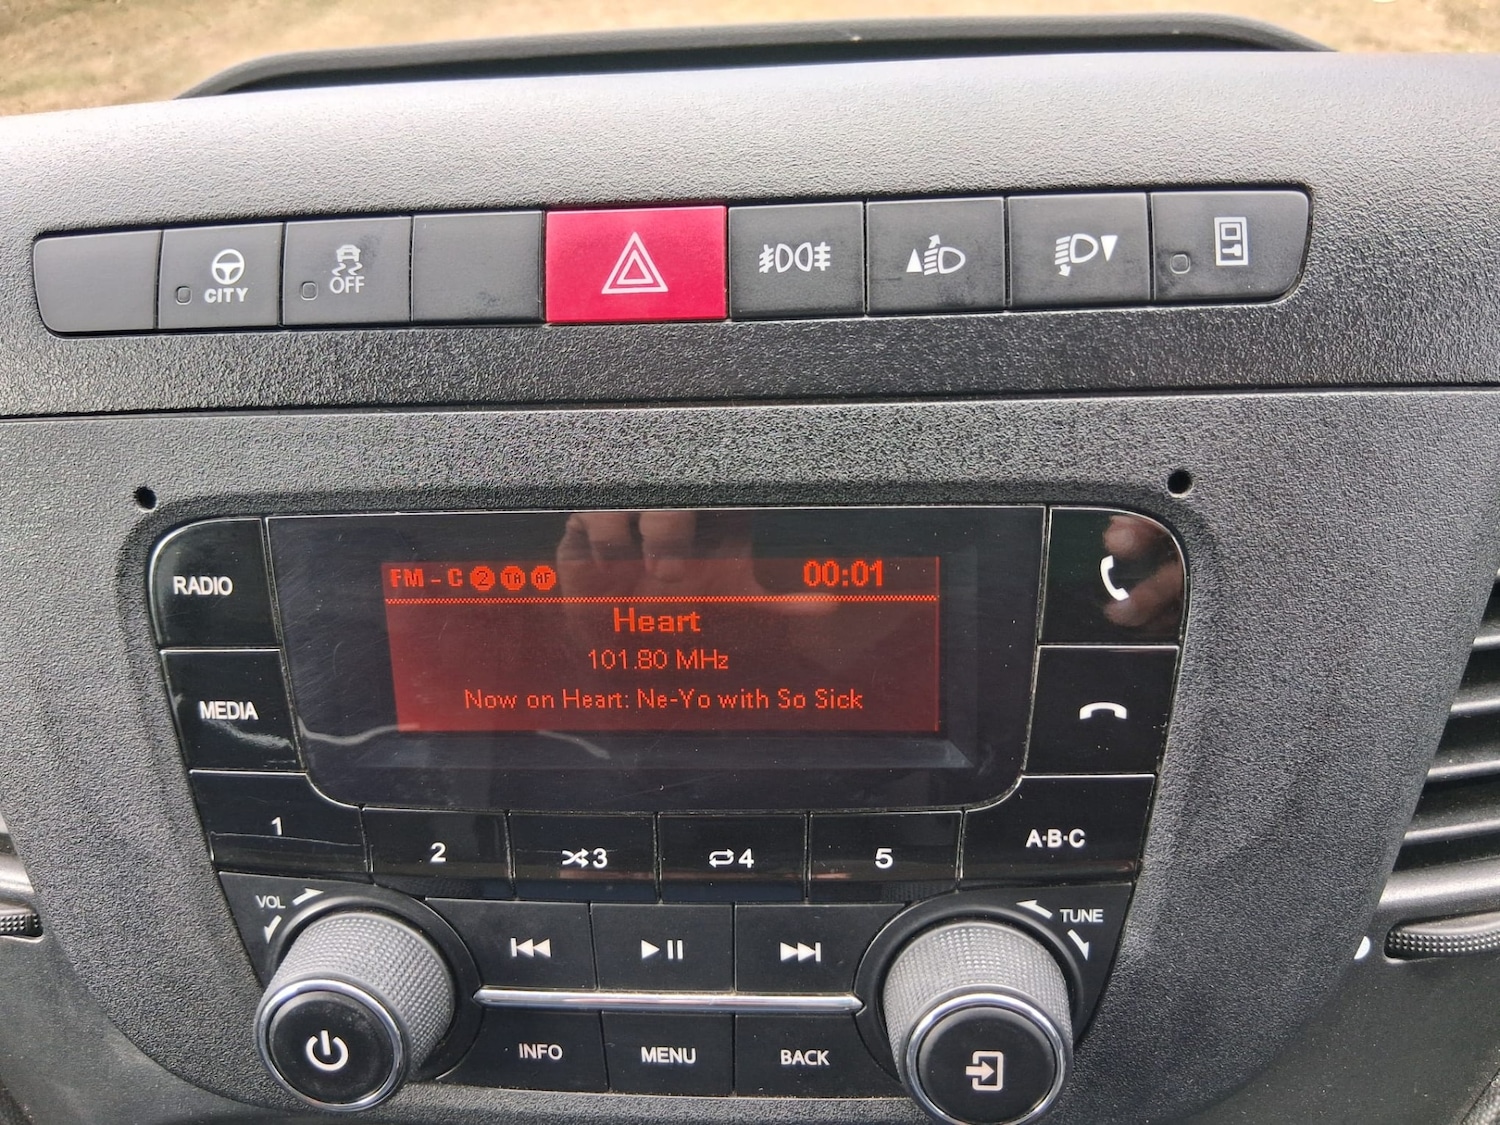 CITY
OFF
RADIO
FM - C 2 TA AF 00:01
Heart
101.80 MHz
Now on Heart: Ne-Yo with So Sick
MEDIA
1
2
3
4
5
A·B·C
VOL
TUNE
INFO
MENU
BACK